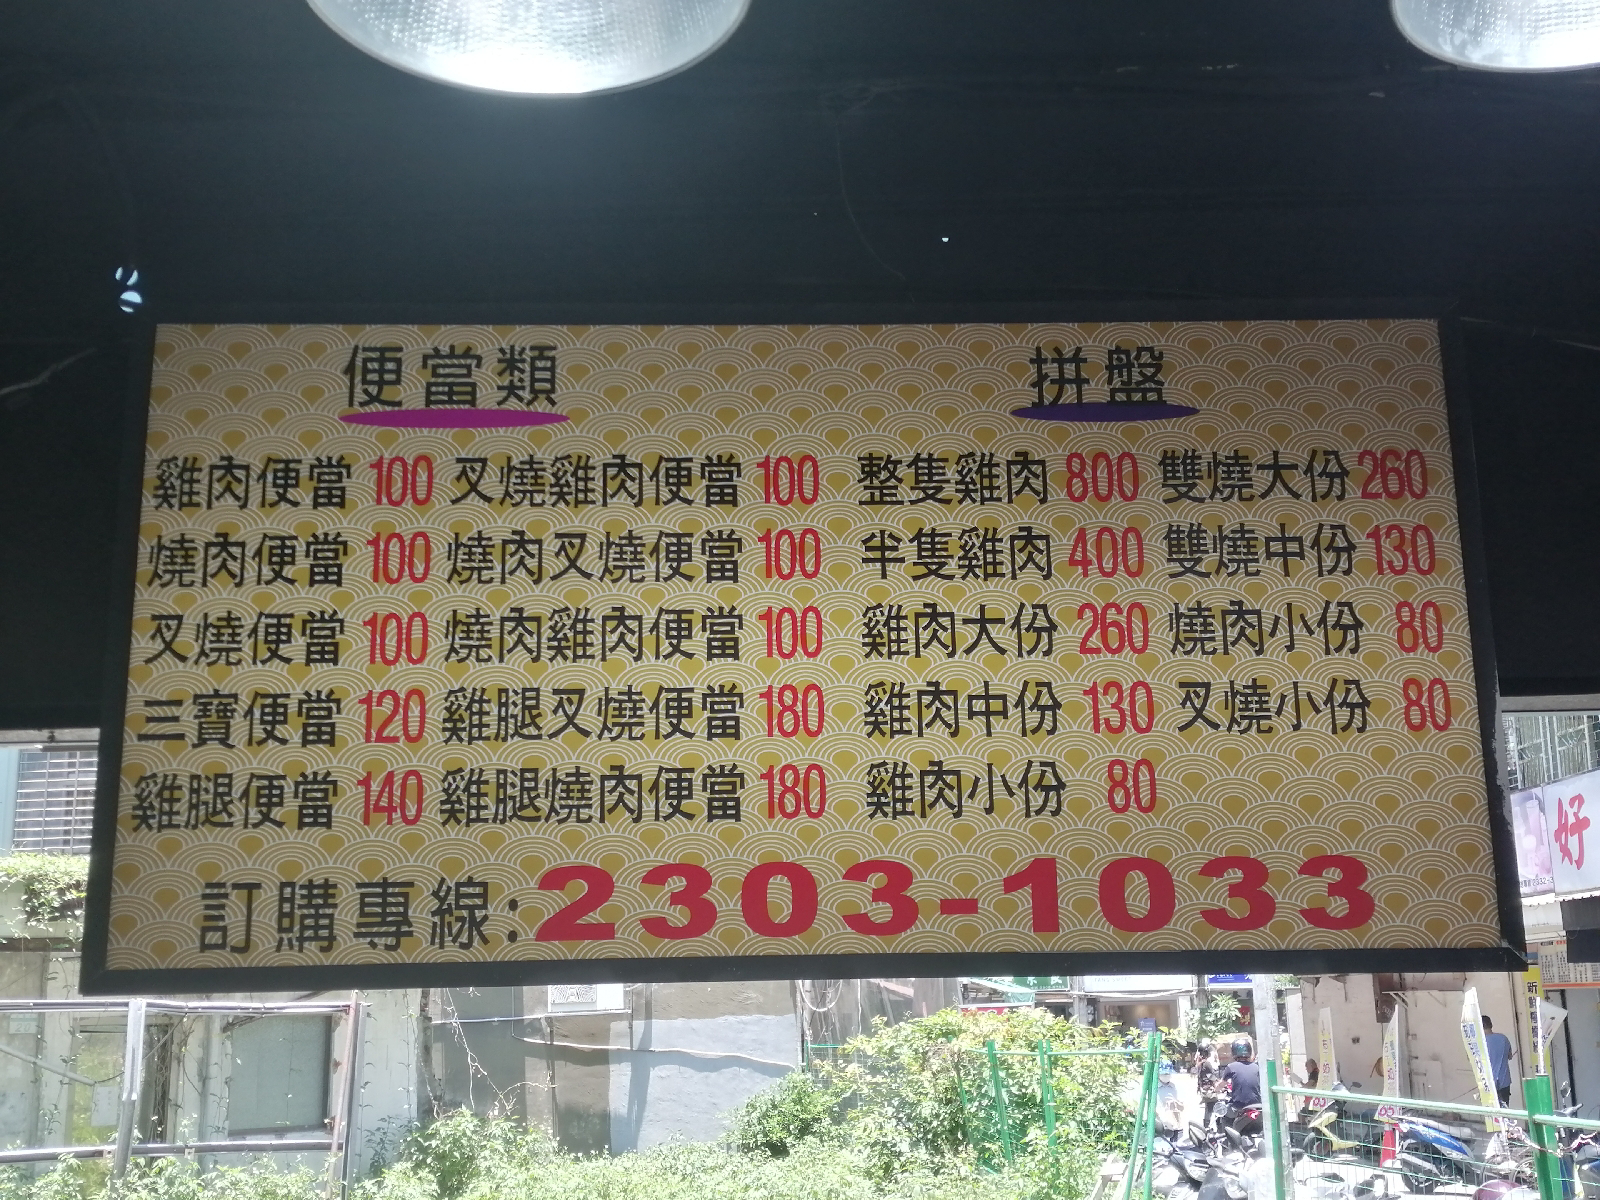 便當類 拼盤
雞肉便當 100 叉燒雞肉便當 100 整隻雞肉 800 雙燒大份 260
燒肉便當 100 燒肉叉燒便當 100 半隻雞肉 400 雙燒中份 130
叉燒便當 100 燒肉雞肉便當 100 雞肉大份 260 燒肉小份 80
三寶便當 120 雞腿叉燒便當 180 雞肉中份 130 叉燒小份 80
雞腿便當 140 雞腿燒肉便當 180 雞肉小份 80
訂購專線:2303-1033
好